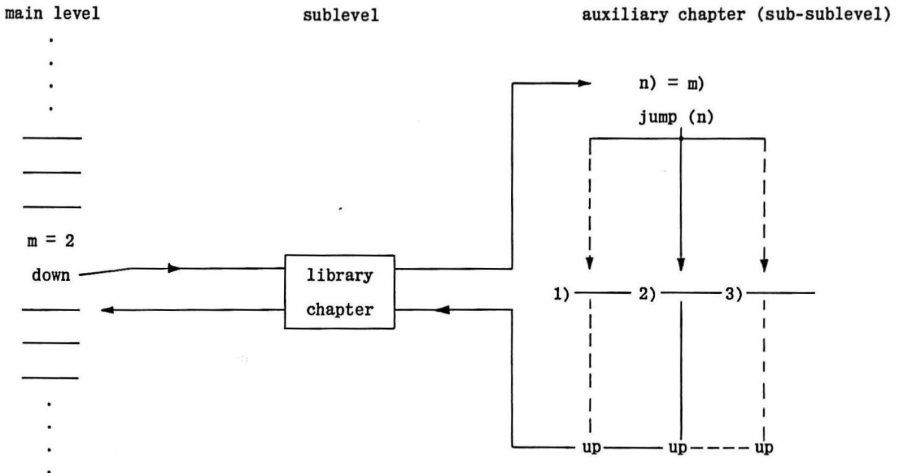 main level
sublevel
auxiliary chapter (sub-sublevel)
n) = m)
jump (n)
m = 2
down
library
chapter
1)
2)
3)
up
up
up